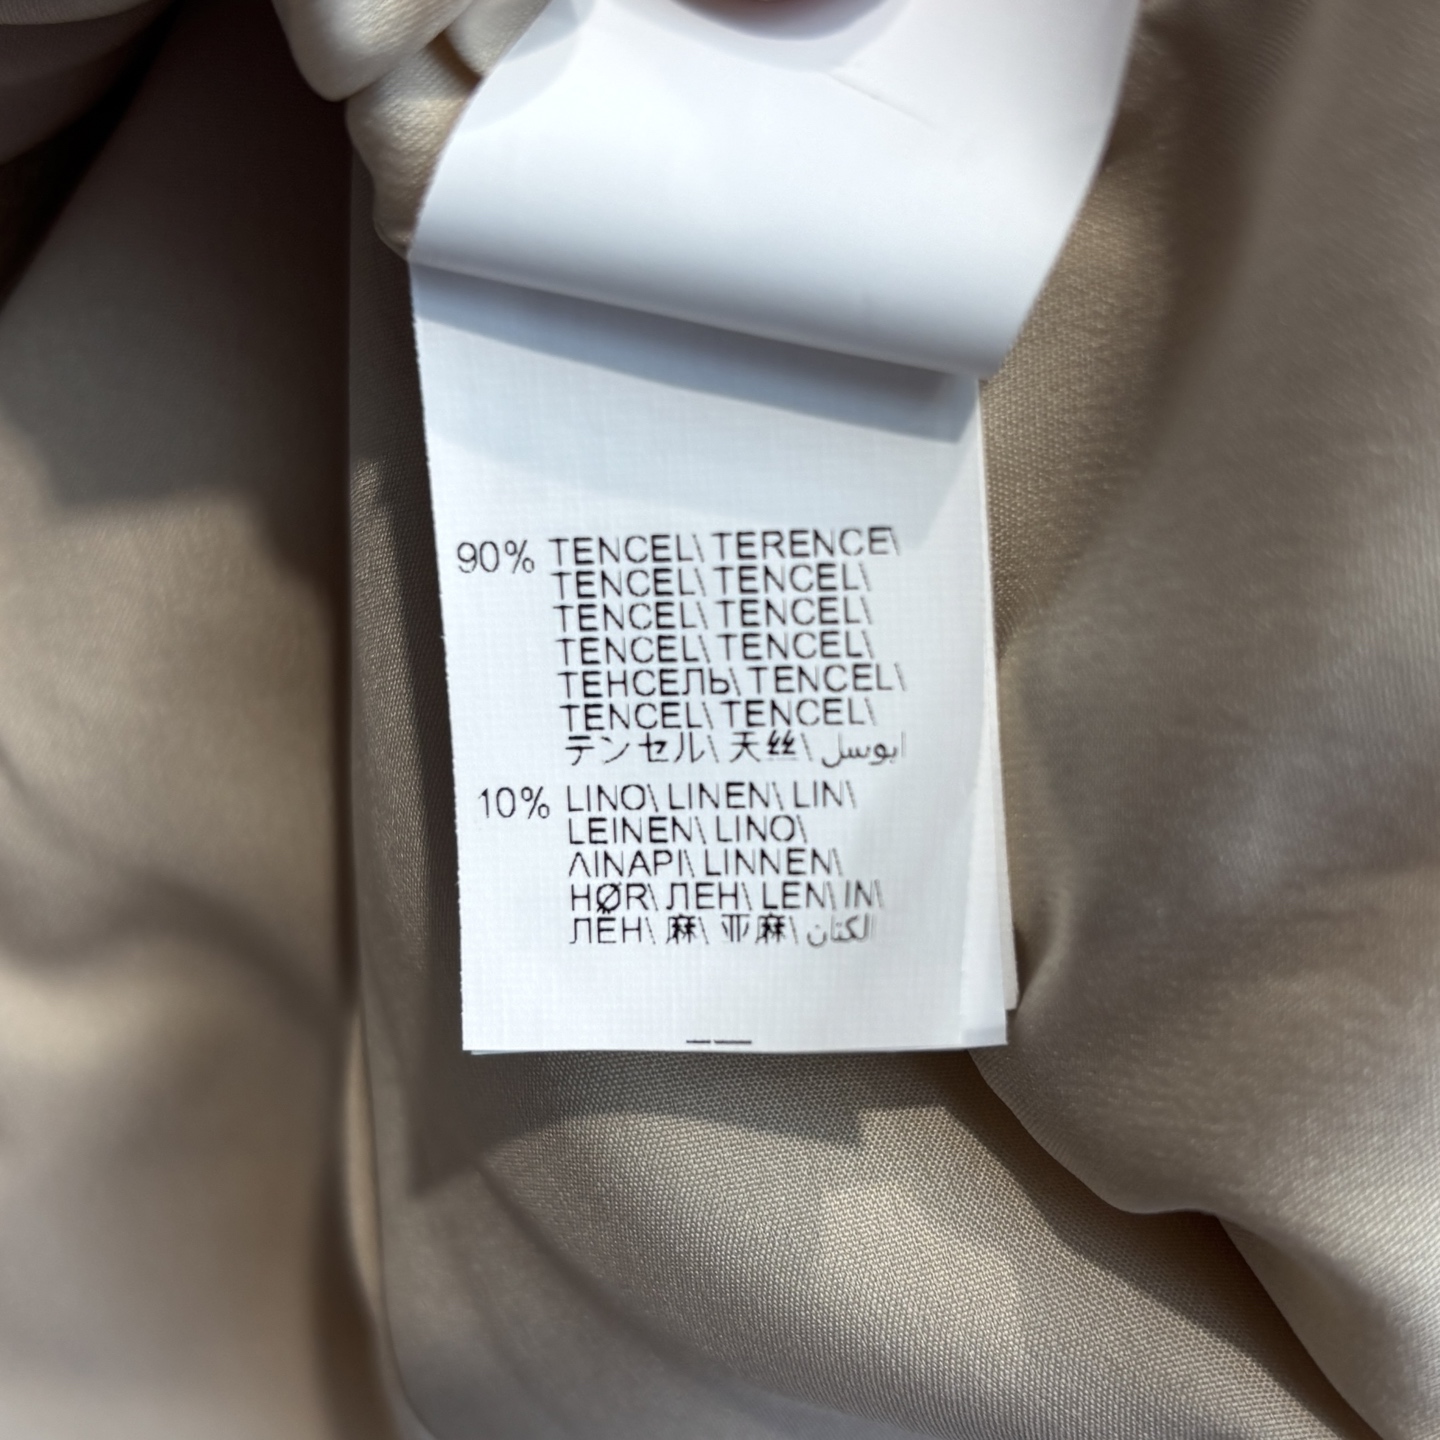 90% TENCEL\ TERENCE\
TENCEL\ TENCEL\
TENCEL\ TENCEL\
TENCEL\ TENCEL\
ТЕНСЕЛЬ\ TENCEL\
TENCEL\ TENCEL\
テンセル\ 天丝\ ايوسل
10% LINO\ LINEN\ LIN\
LEINEN\ LINO\
ΛΙΝΑΡΙ\ LINNEN\
HØR\ ЛЕН\ LEN\ IN\
ЛЁН\ 麻\ 亚麻\ الكتان